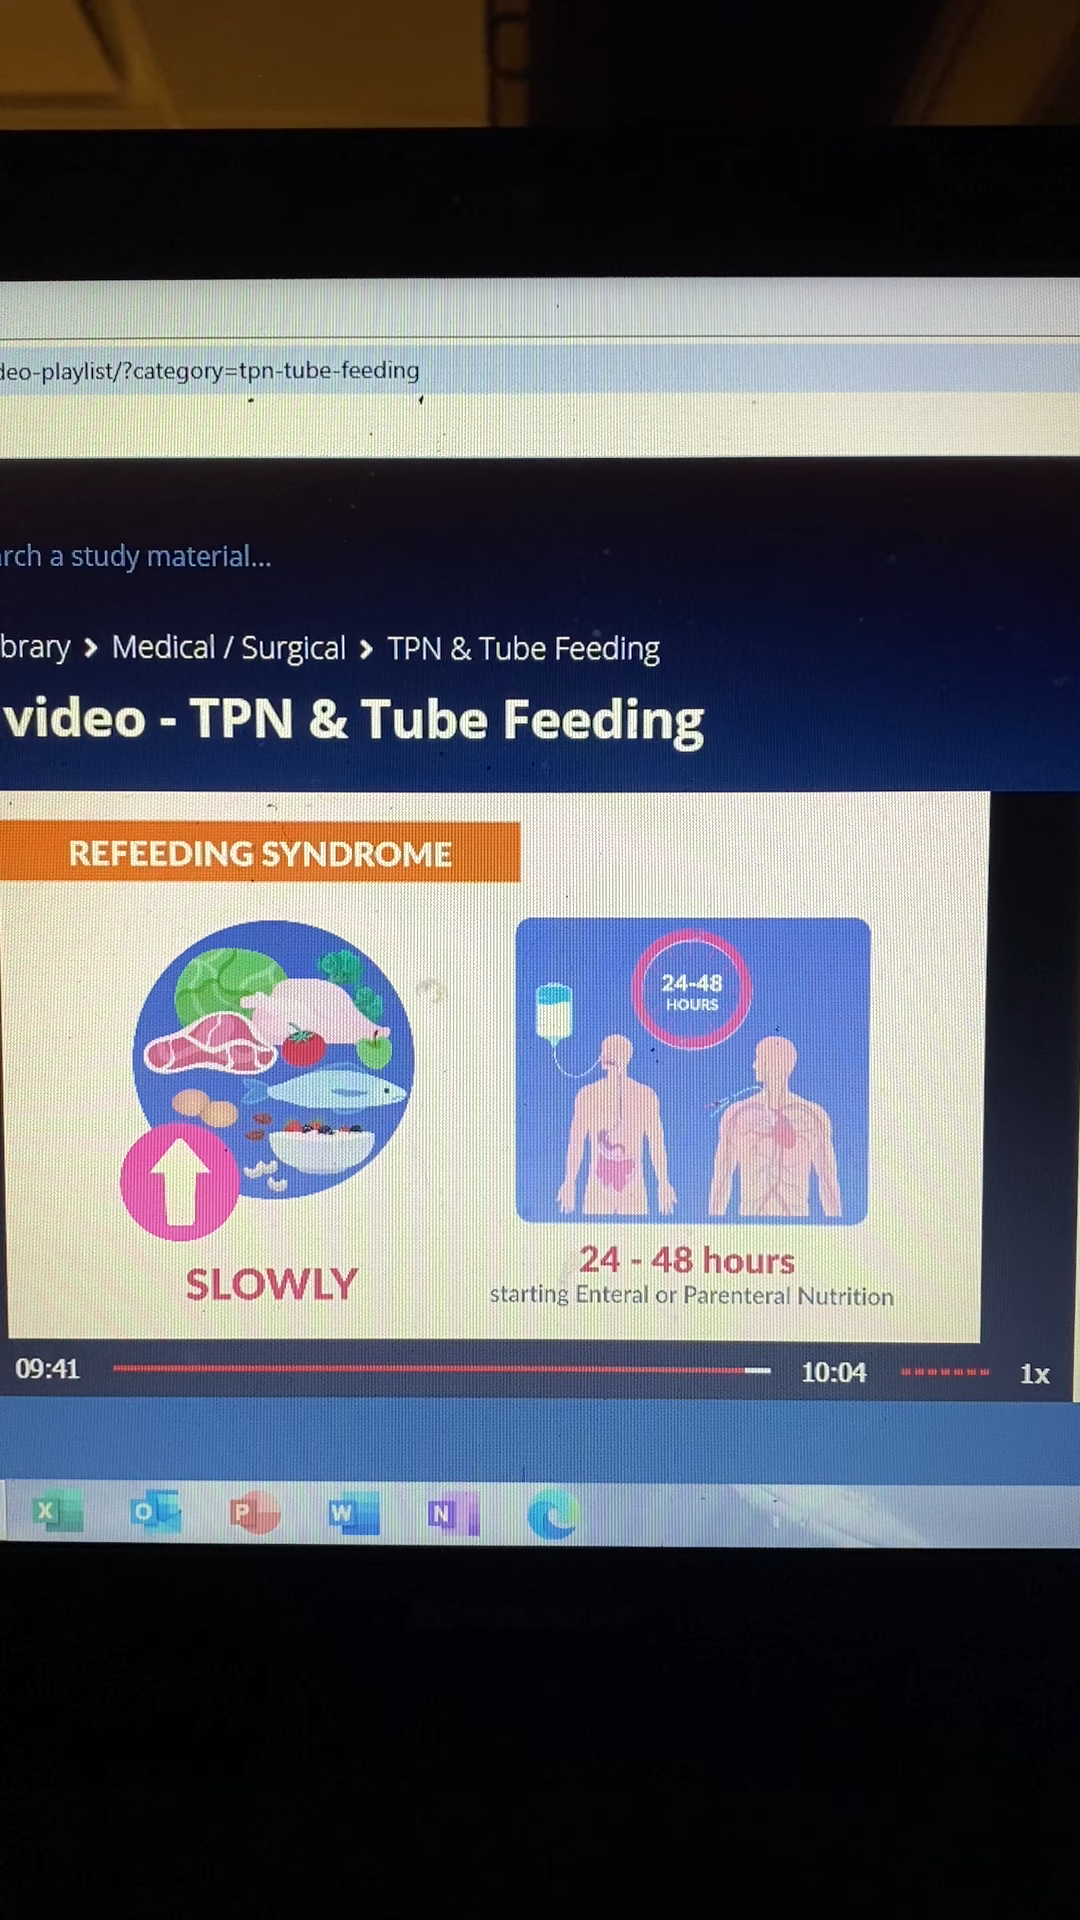 deo-playlist/?category=tpn-tube-feeding
rch a study material...
brary > Medical / Surgical > TPN & Tube Feeding
video - TPN & Tube Feeding
REFEEDING SYNDROME
24-48
HOURS
SLOWLY
24 - 48 hours
starting Enteral or Parenteral Nutrition
09:41
10:04
1x
X
O
P
W
N